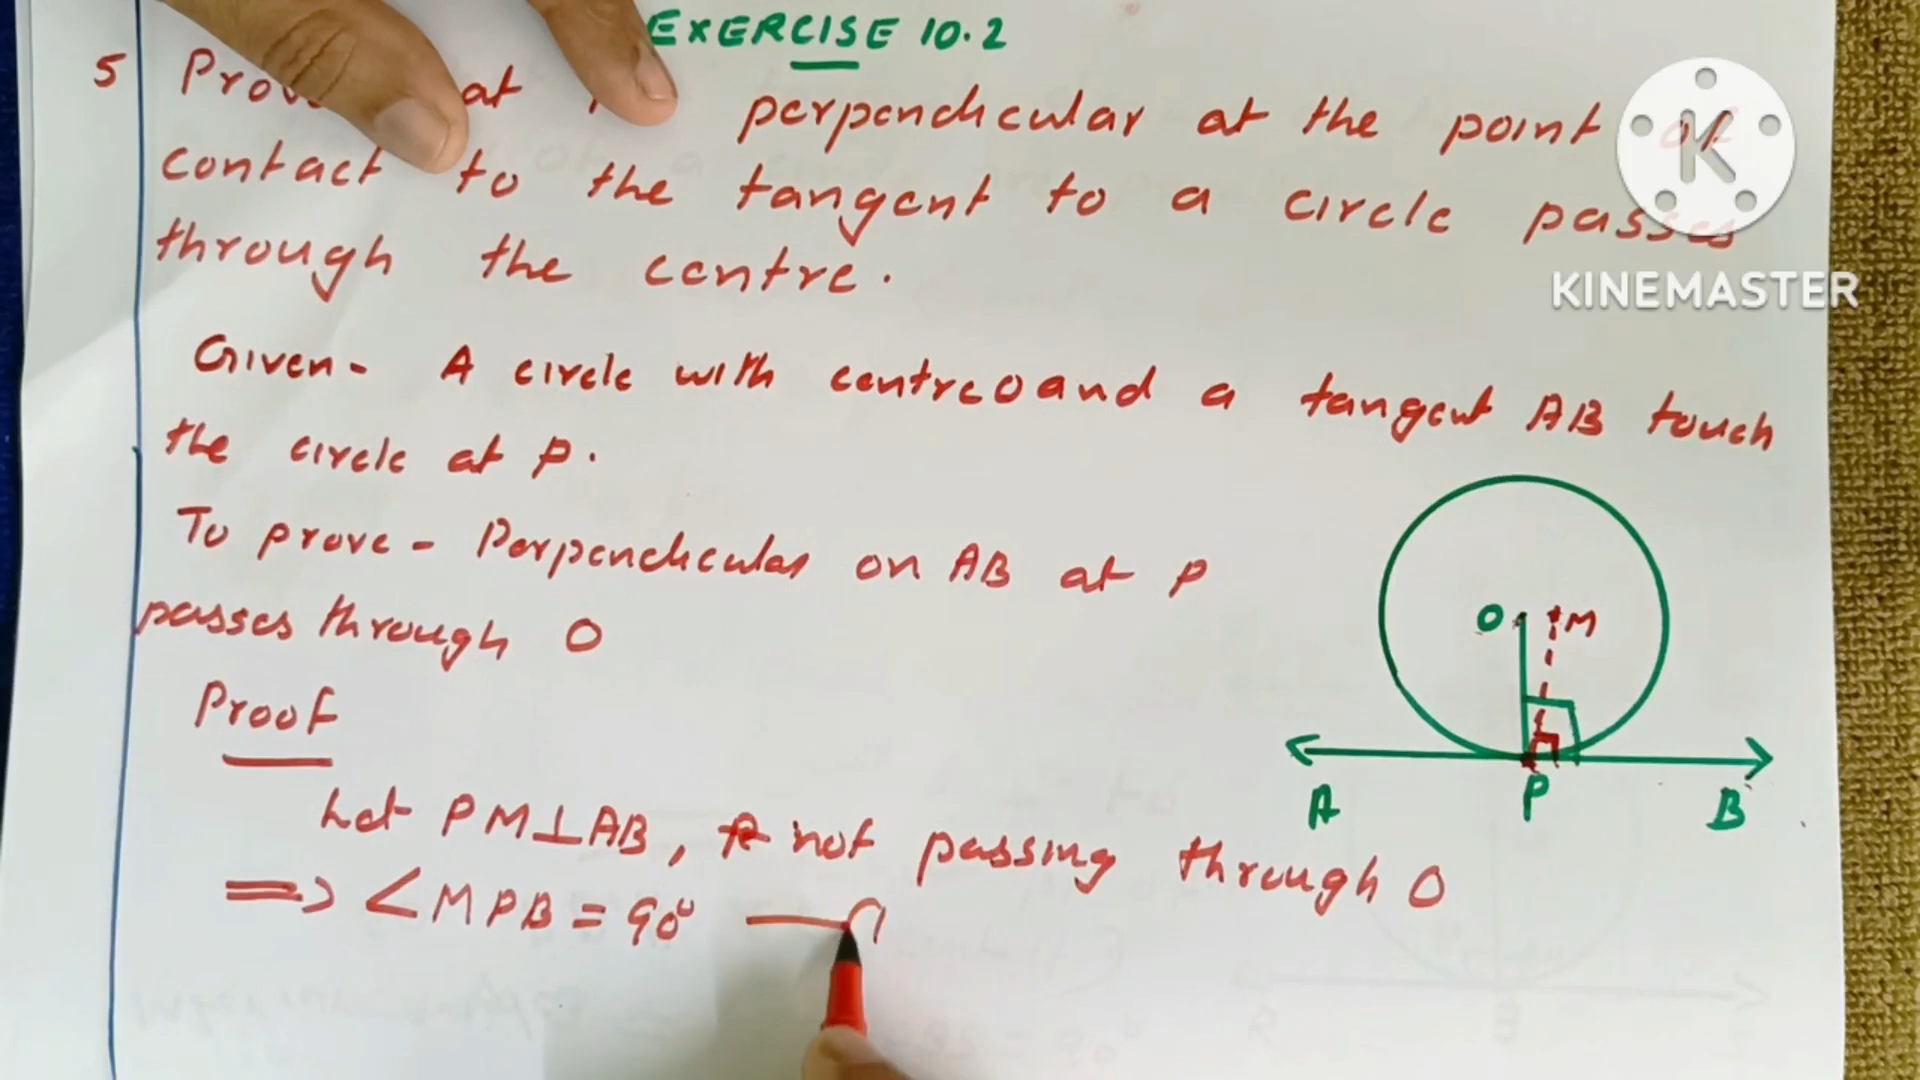 EXERCISE 10.2
5 at perpendicular at the point of
contact to the tangent to a circle passes
through the centre.
K
KINEMASTER
Given- A circle with centre O and a tangent AB touch
the circle at P.
To prove - Perpendicular on AB at P
passes through O
O M
Proof
A P B
Let PM⊥AB, not passing through O
=> ∠MPB = 90°